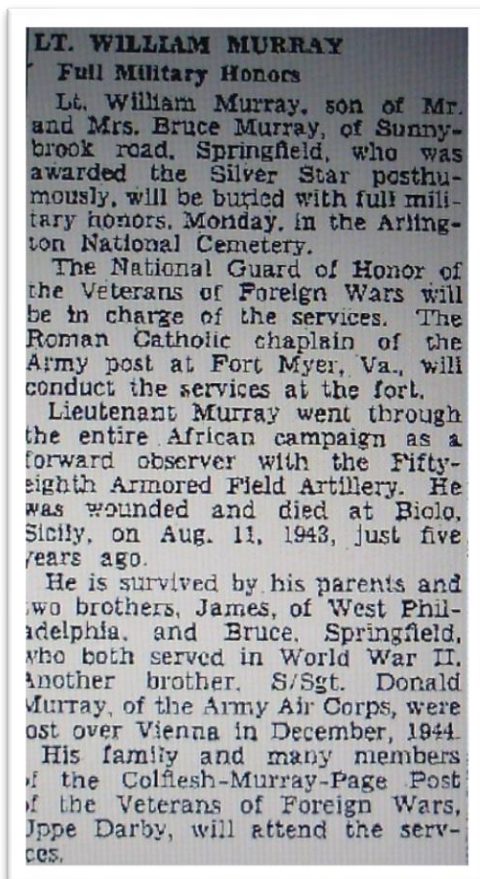 LT. WILLIAM MURRAY
Full Military Honors
Lt. William Murray, son of Mr.
and Mrs. Bruce Murray, of Sunny-
brook road, Springfield, who was
awarded the Silver Star posthu-
mously, will be buried with full mili-
tary honors, Monday, in the Arling-
ton National Cemetery.
The National Guard of Honor of
the Veterans of Foreign Wars will
be in charge of the services. The
Roman Catholic chaplain of the
Army post at Fort Myer, Va., will
conduct the services at the fort.
Lieutenant Murray went through
the entire African campaign as a
forward observer with the Fifty-
eighth Armored Field Artillery. He
was wounded and died at Biolo,
Sicily, on Aug. 11, 1943, just five
years ago.
He is survived by his parents and
two brothers, James, of West Phil-
adelphia, and Bruce, Springfield,
who both served in World War II.
Another brother, S/Sgt. Donald
Murray, of the Army Air Corps, were
ost over Vienna in December, 1944.
His family and many members
of the Colflesh-Murray-Page Post
of the Veterans of Foreign Wars,
Uppe Darby, will attend the serv-
ces.